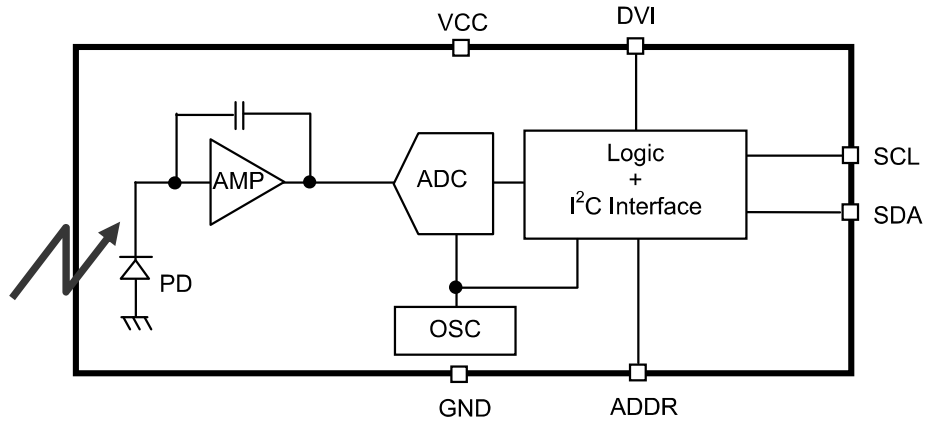 VCC
DVI
AMP
ADC
Logic
+
I²C Interface
SCL
SDA
PD
OSC
GND
ADDR